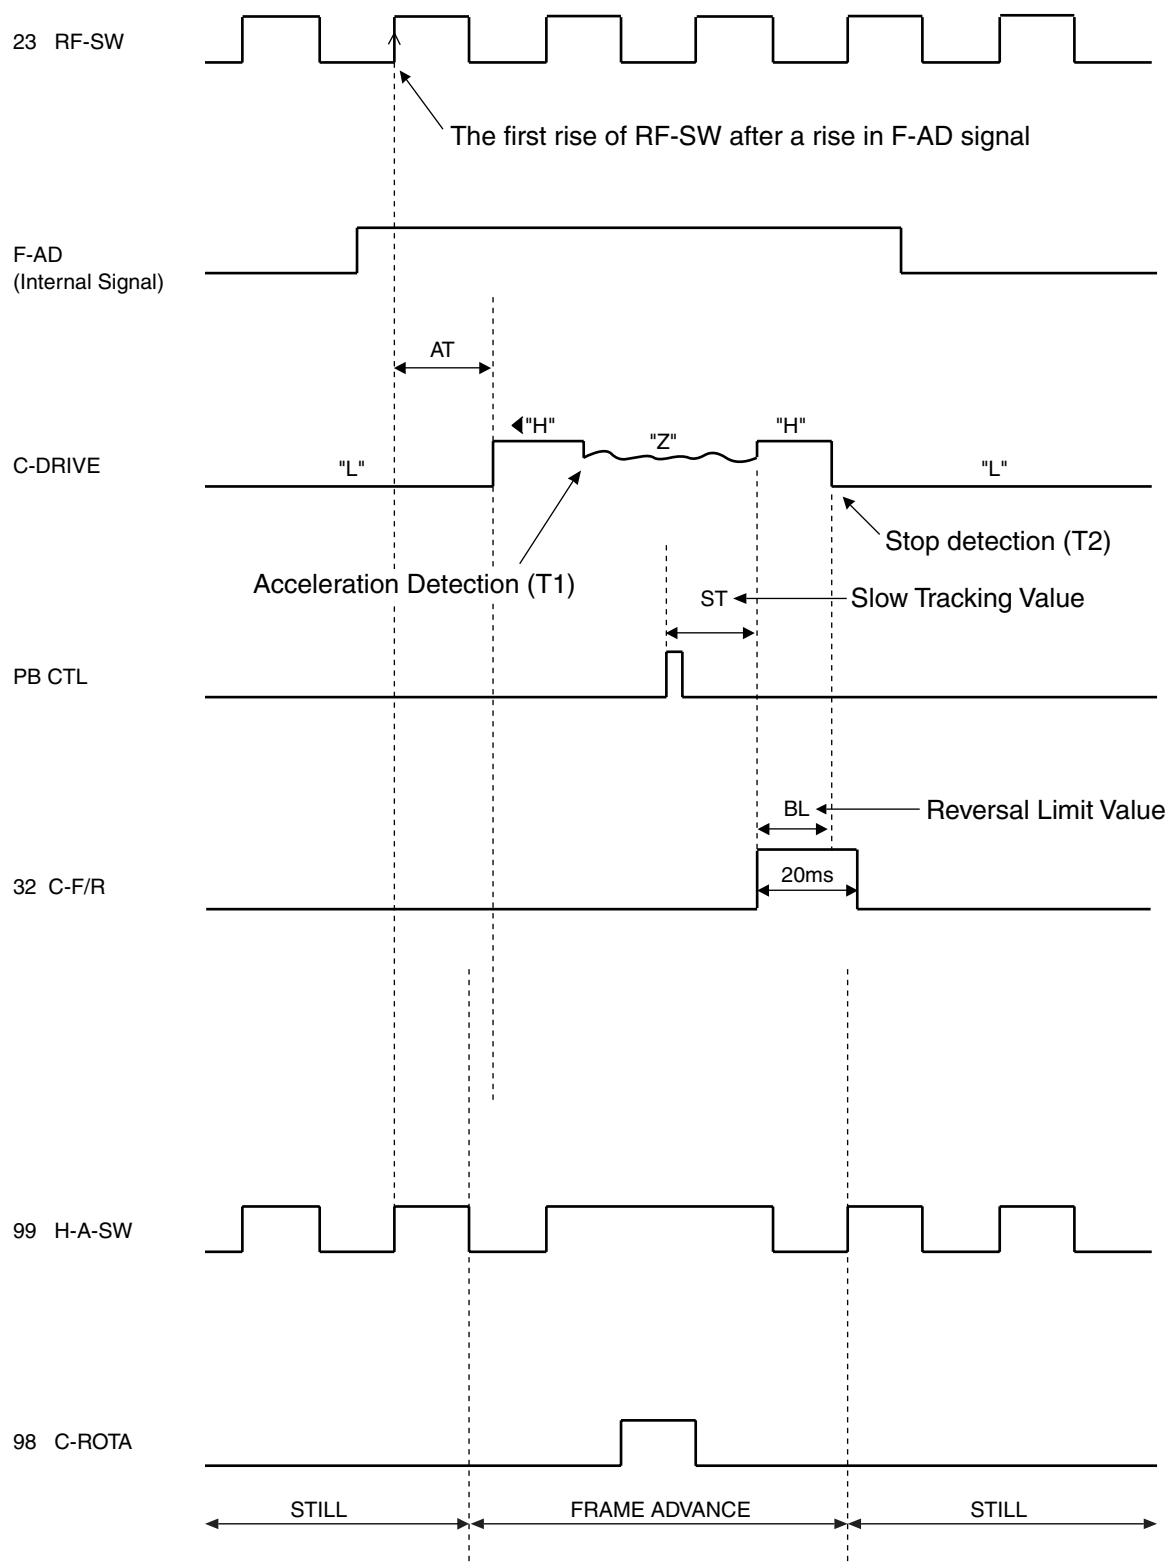 23 RF-SW
The first rise of RF-SW after a rise in F-AD signal
F-AD
(Internal Signal)
AT
"H"
"Z"
"H"
C-DRIVE
"L"
"L"
Stop detection (T2)
Acceleration Detection (T1)
ST
Slow Tracking Value
PB CTL
BL
Reversal Limit Value
20ms
32 C-F/R
99 H-A-SW
98 C-ROTA
STILL
FRAME ADVANCE
STILL